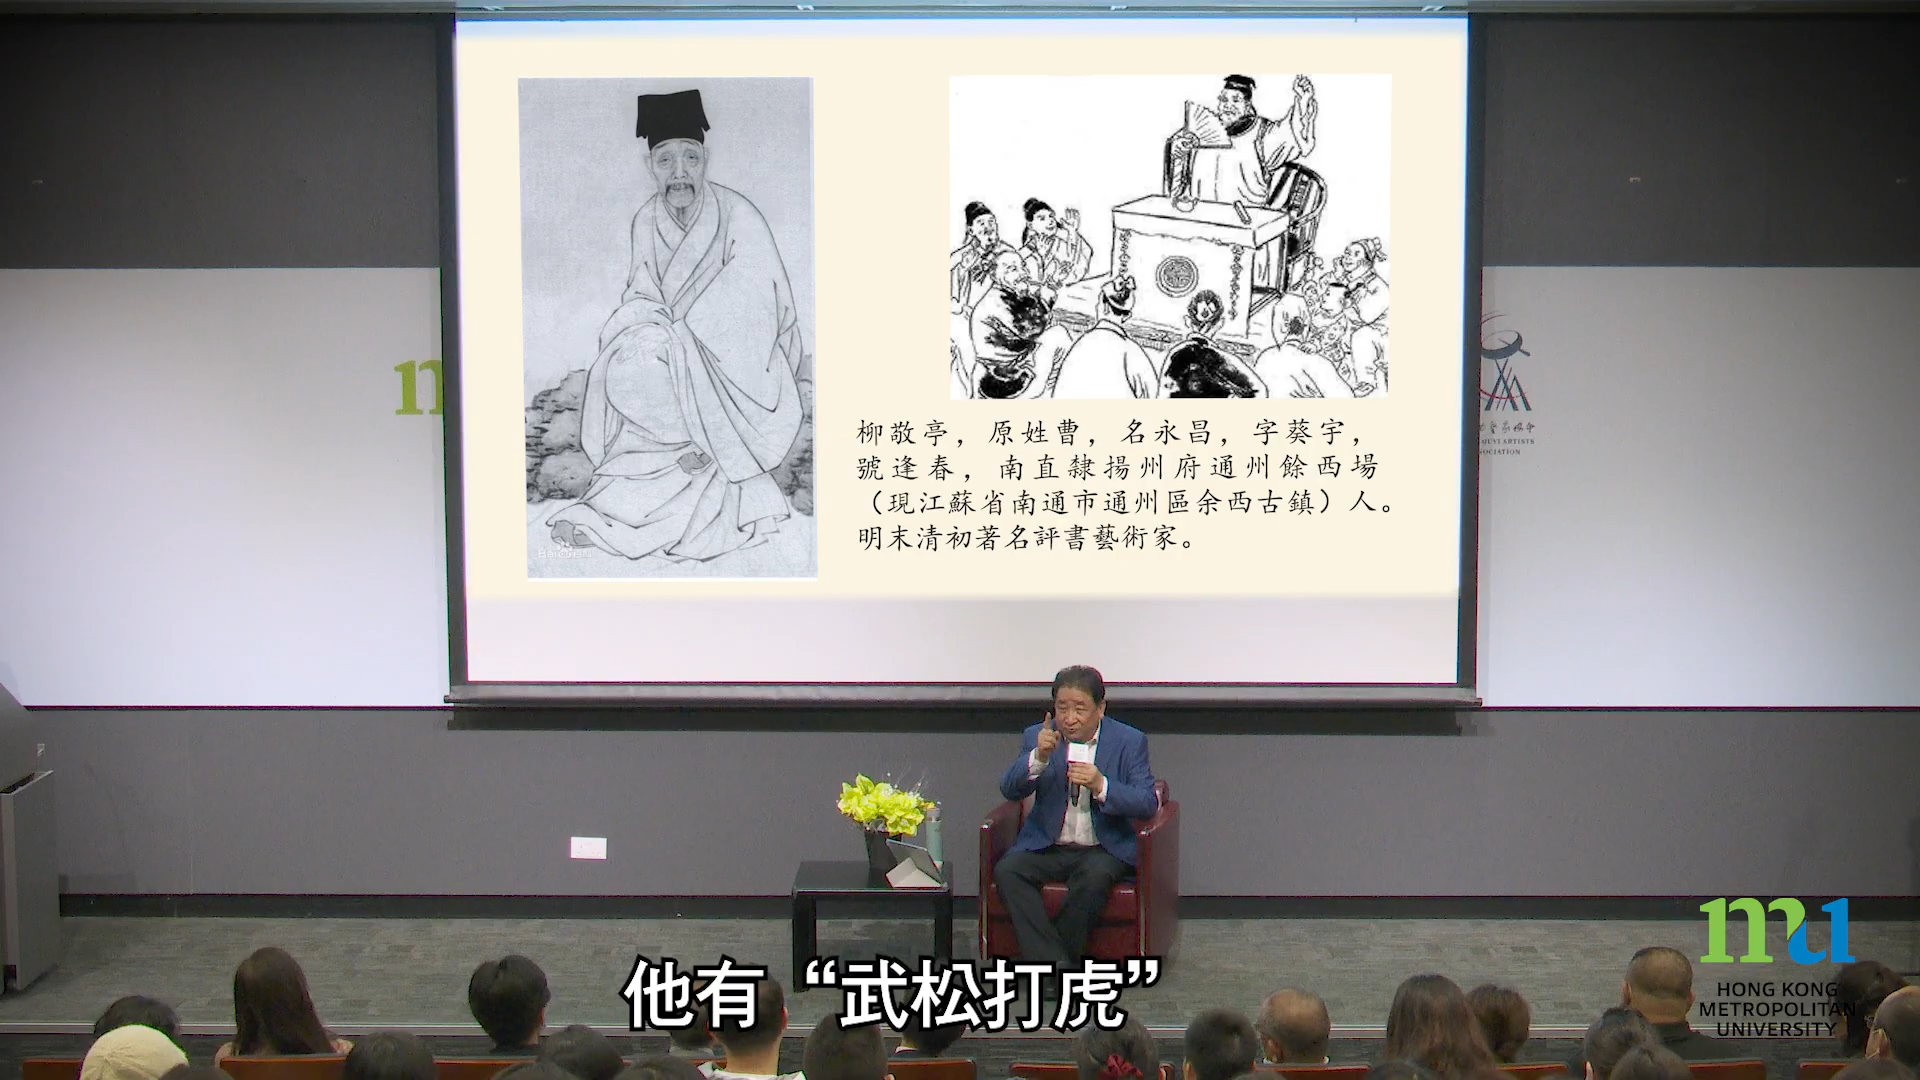 柳敬亭，原姓曹，名永昌，字葵宇，
號逢春，南直隸揚州府通州餘西場
（現江蘇省南通市通州區余西古鎮）人。
明末清初著名評書藝術家。
他有“武松打虎”
mu
HONG KONG
METROPOLITAN
UNIVERSITY